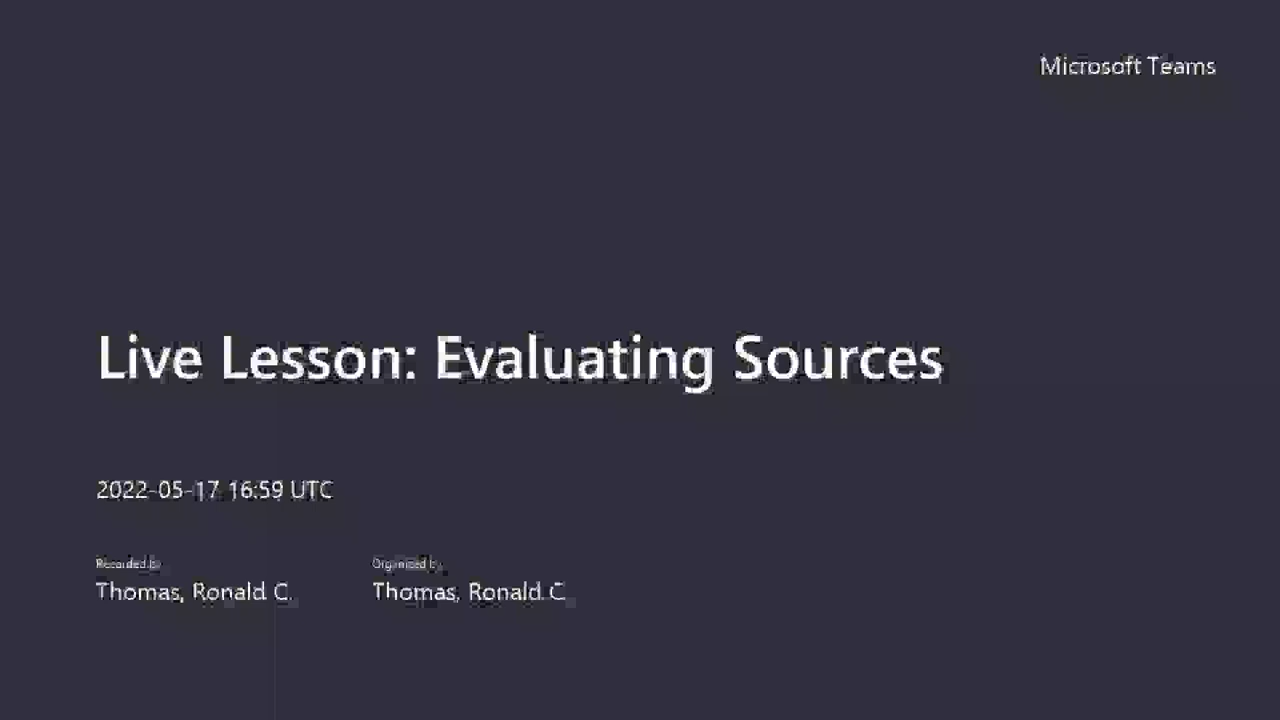 Microsoft Teams
Live Lesson: Evaluating Sources
2022-05-17 16:59 UTC
Recorded by
Organized by
Thomas, Ronald C.
Thomas, Ronald C.